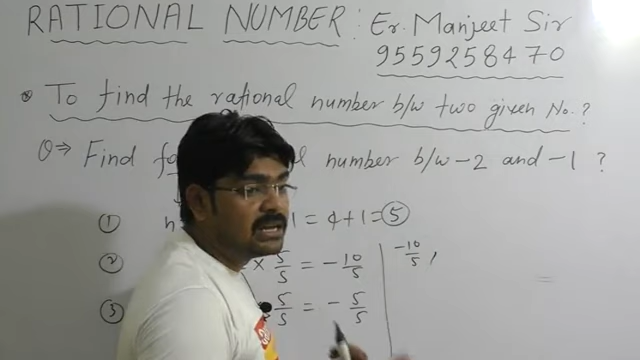 RATIONAL NUMBER : Er. Manjeet Sir
9559258470
To find the rational number b/w two given No. ?
Q⇒ Find number b/w -2 and -1 ?
① 1 = 4+1 = ⑤
② × 5/5 = -10/5 -10/5 ,
③ 5/5 = -5/5